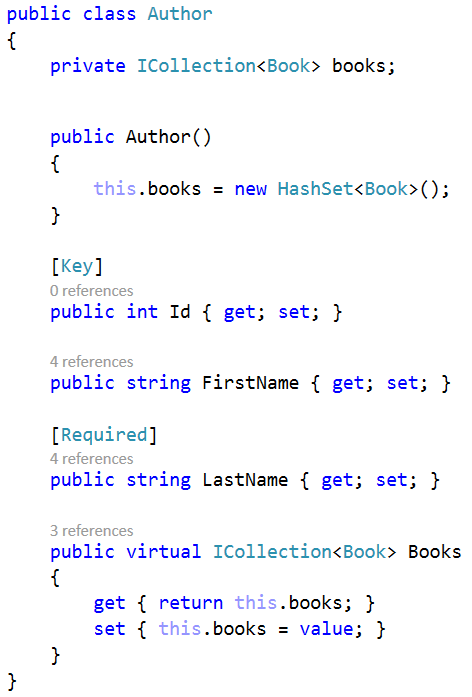 public class Author
{
    private ICollection<Book> books;
    public Author()
    {
        this.books = new HashSet<Book>();
    }
    [Key]
    0 references
    public int Id { get; set; }
    4 references
    public string FirstName { get; set; }
    [Required]
    4 references
    public string LastName { get; set; }
    3 references
    public virtual ICollection<Book> Books
    {
        get { return this.books; }
        set { this.books = value; }
    }
}